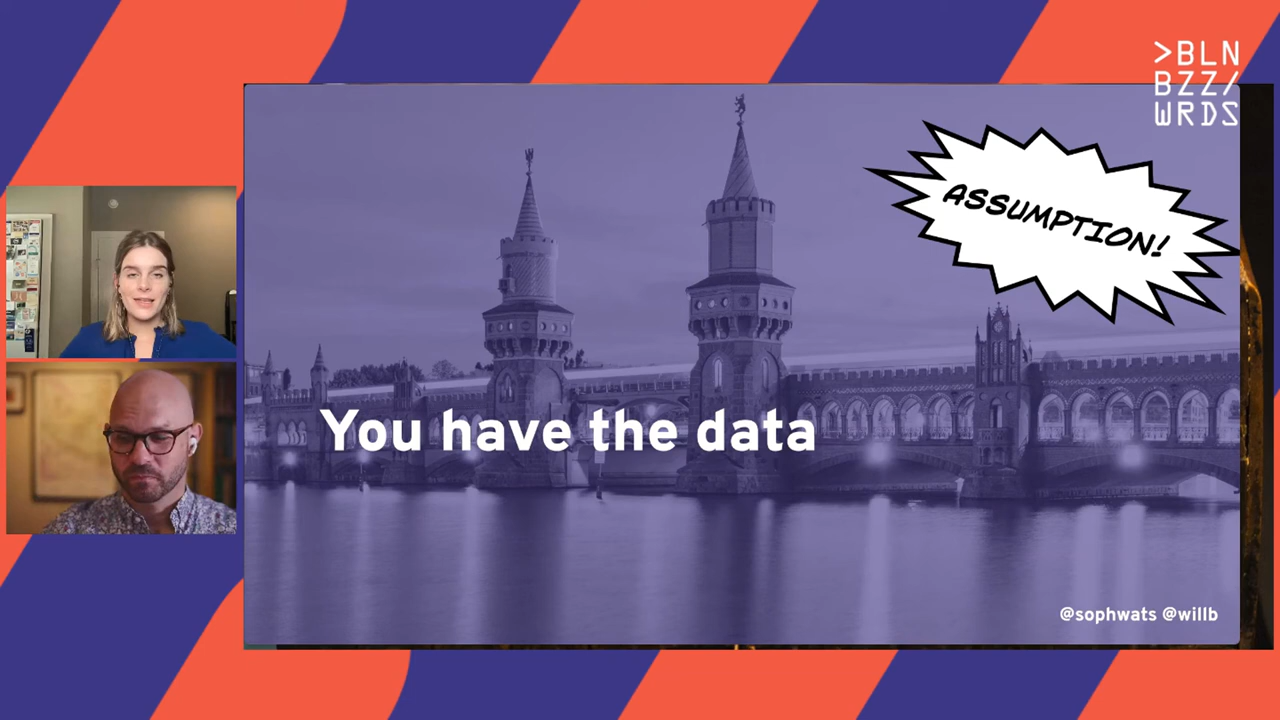 >BLN
BZZ/
WRDS
ASSUMPTION!
You have the data
@sophwats @willb